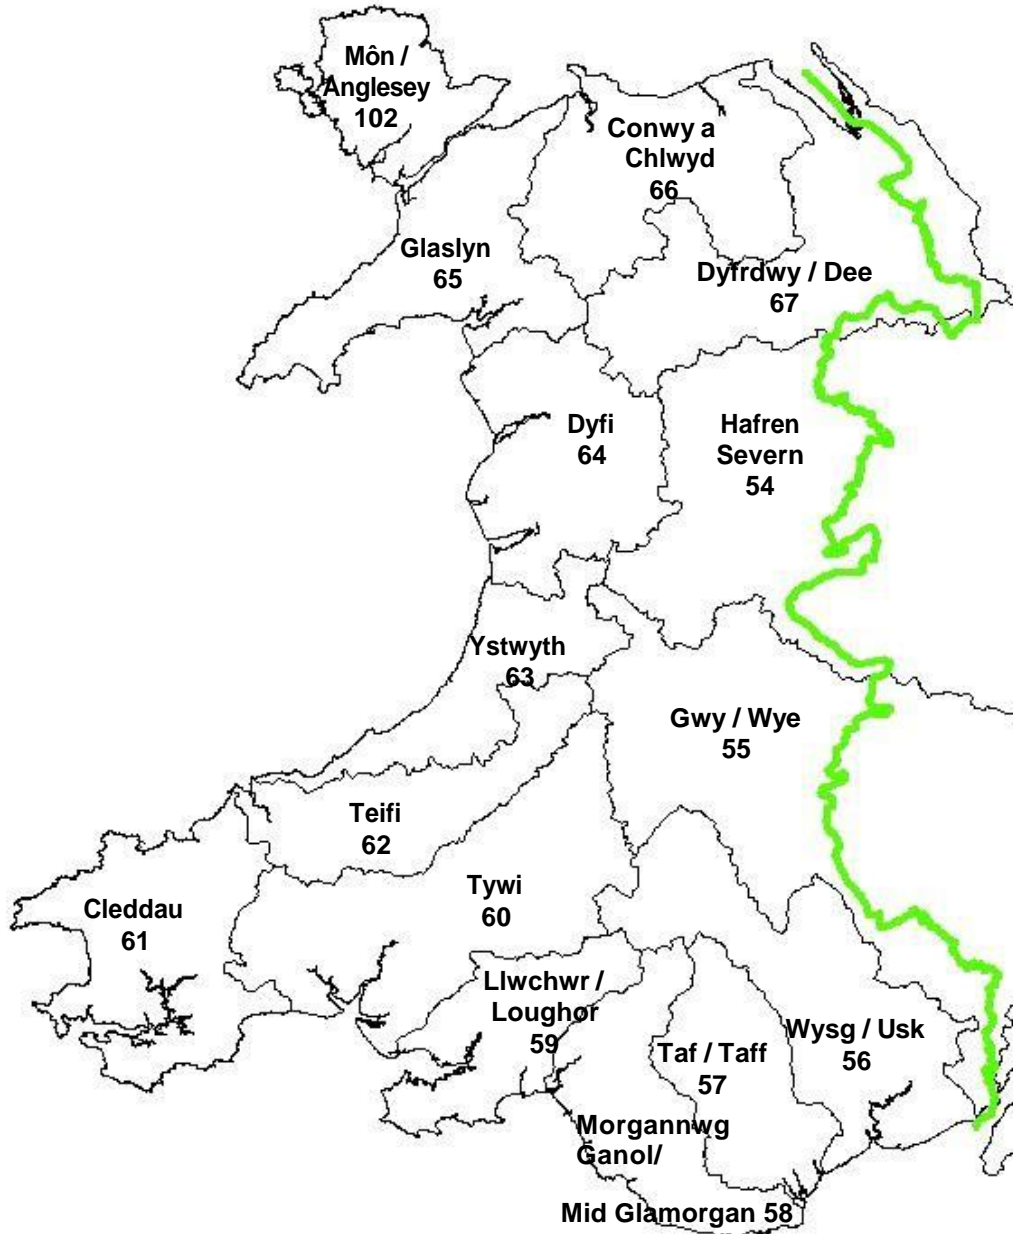 Môn /
Anglesey
102
Conwy a
Chlwyd
66
Glaslyn
65
Dyfrdwy / Dee
67
Dyfi
64
Hafren
Severn
54
Ystwyth
63
Gwy / Wye
55
Teifi
62
Tywi
60
Cleddau
61
Llwchwr /
Loughor
59
Taf / Taff
57
Wysg / Usk
56
Morgannwg
Ganol/
Mid Glamorgan 58